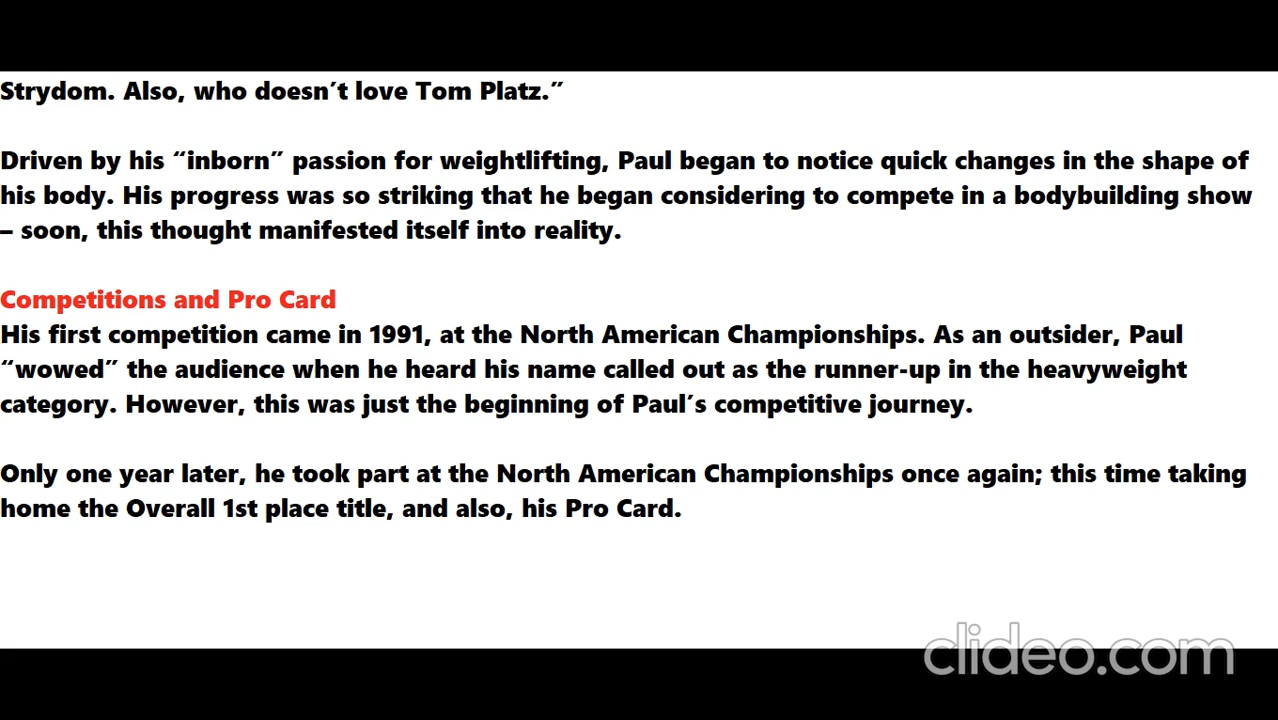 Strydom. Also, who doesn′t love Tom Platz.”
Driven by his “inborn” passion for weightlifting, Paul began to notice quick changes in the shape of
his body. His progress was so striking that he began considering to compete in a bodybuilding show
– soon, this thought manifested itself into reality.
Competitions and Pro Card
His first competition came in 1991, at the North American Championships. As an outsider, Paul
“wowed” the audience when he heard his name called out as the runner-up in the heavyweight
category. However, this was just the beginning of Paul′s competitive journey.
Only one year later, he took part at the North American Championships once again; this time taking
home the Overall 1st place title, and also, his Pro Card.
clideo.com